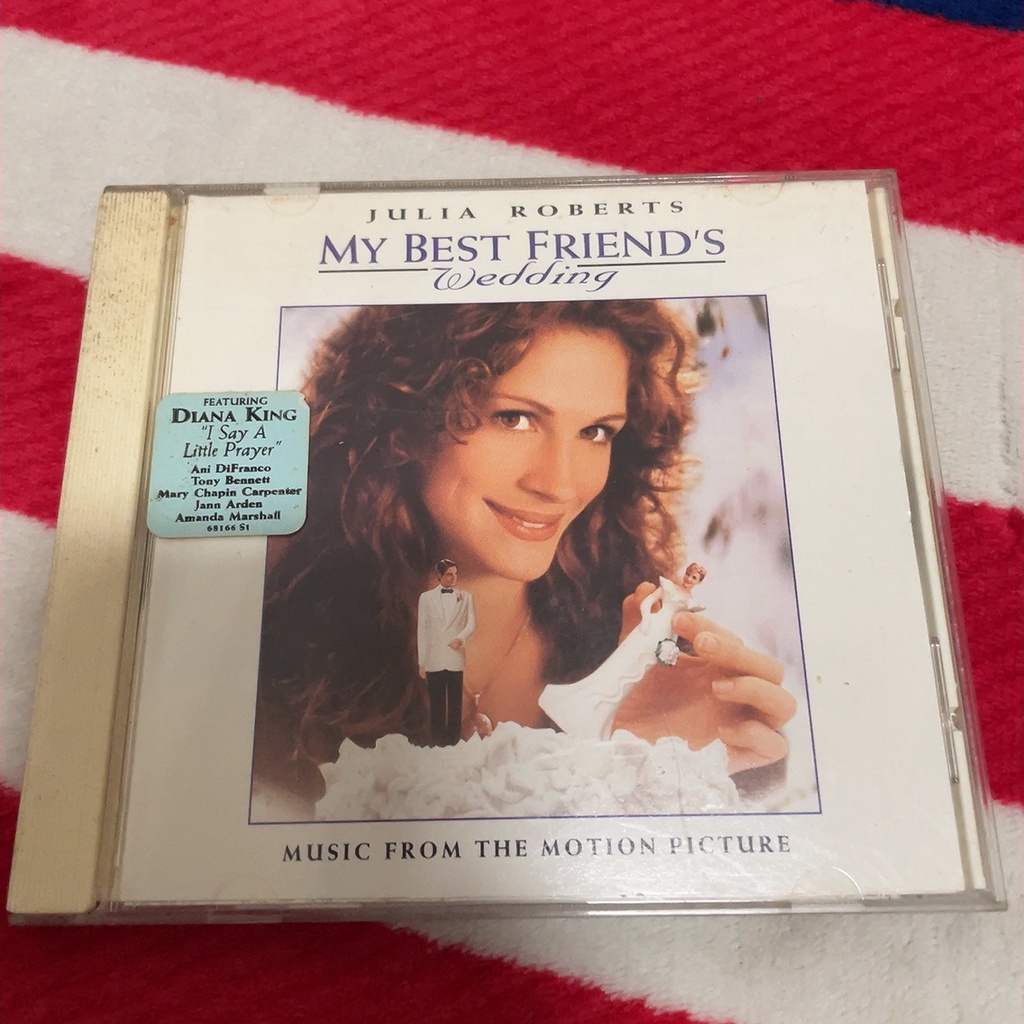 JULIA ROBERTS
MY BEST FRIEND'S
Wedding
FEATURING
DIANA KING
"I Say A
Little Prayer"
Ani DiFranco
Tony Bennett
Mary Chapin Carpenter
Jann Arden
Amanda Marshall
68166 S1
MUSIC FROM THE MOTION PICTURE